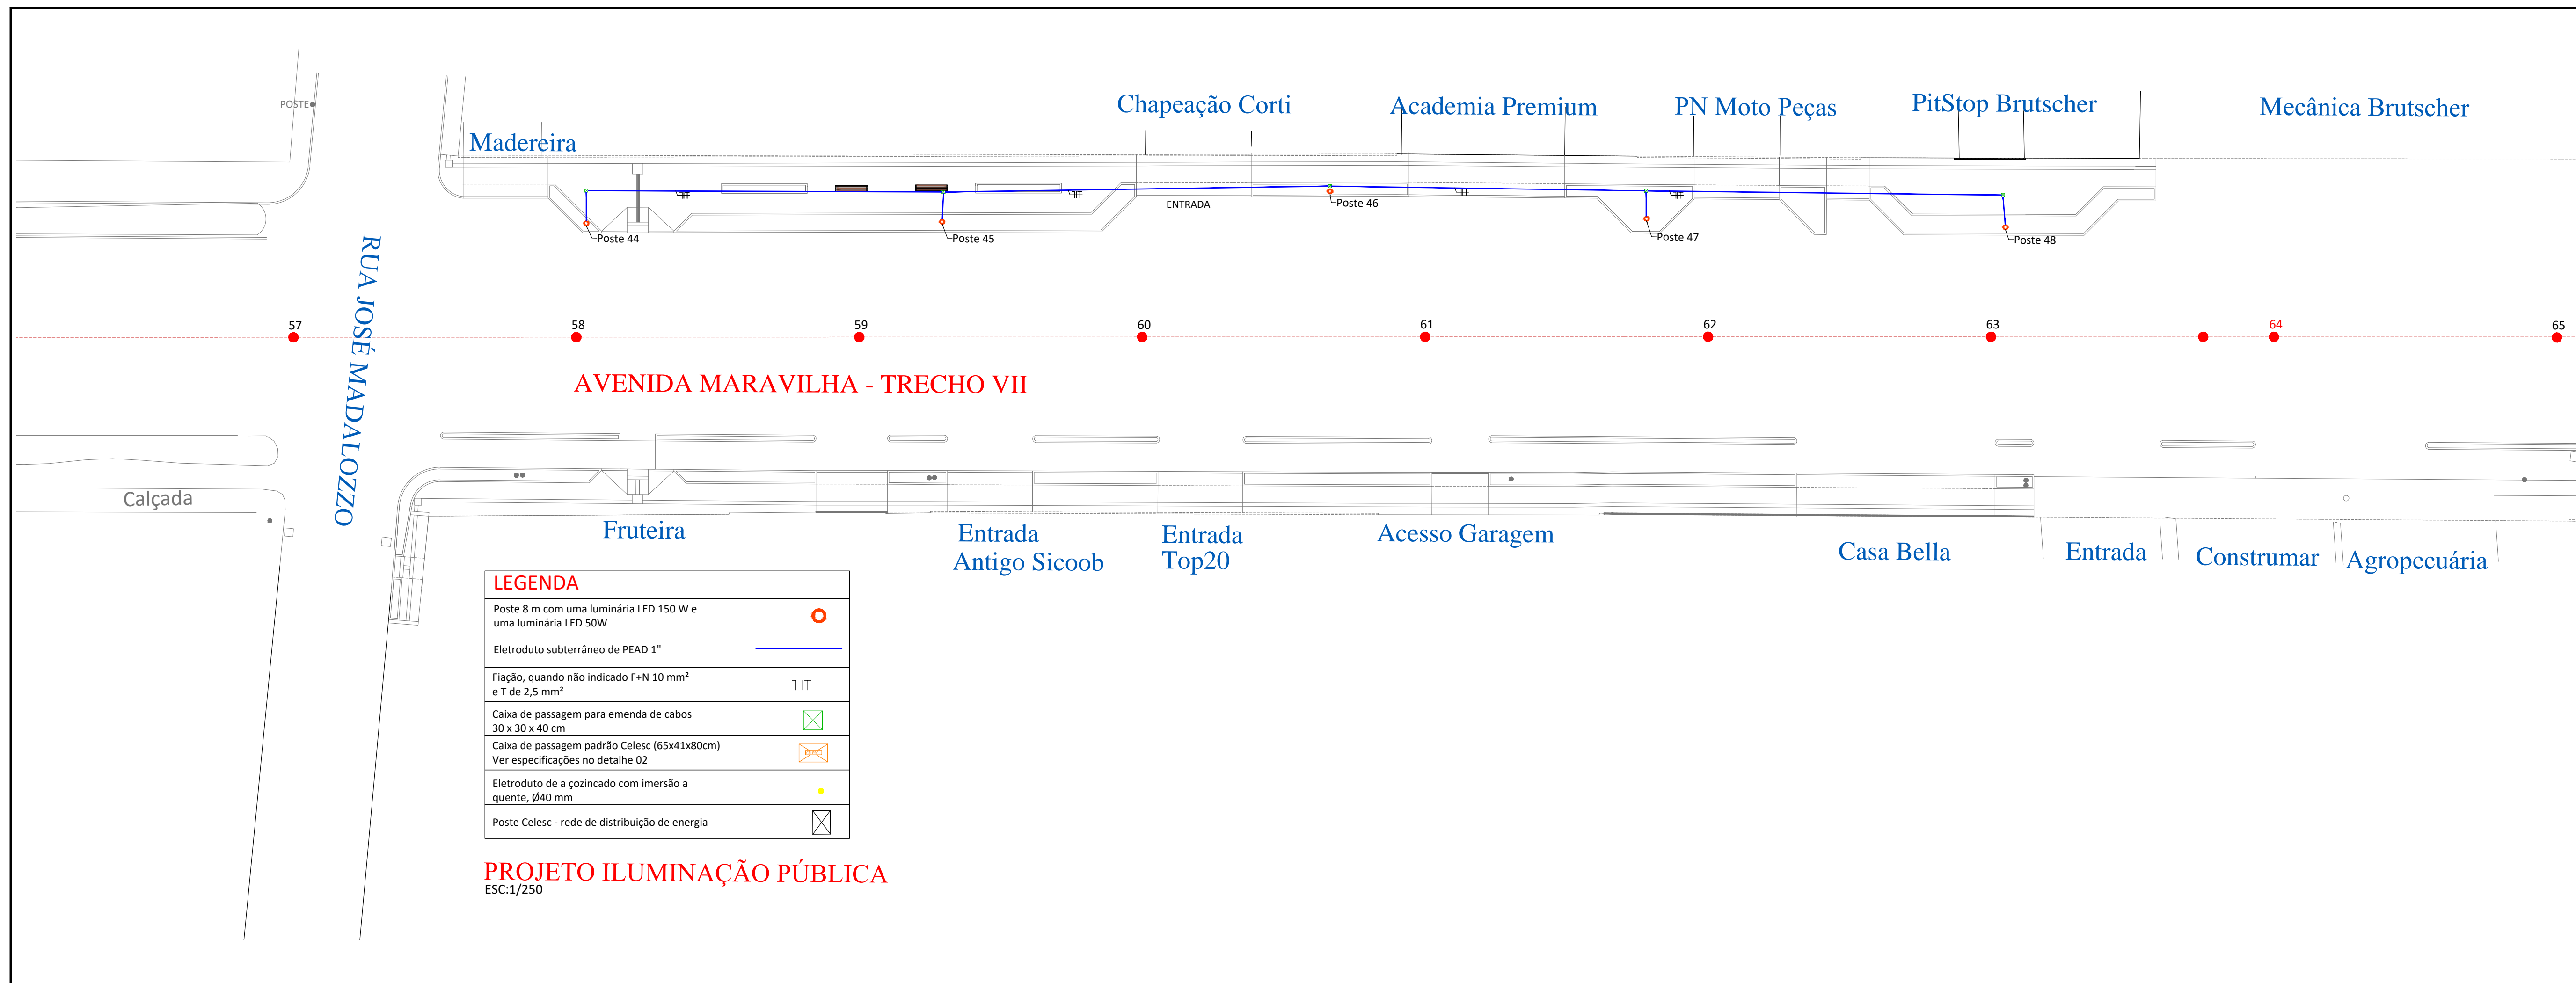 POSTE
Madereira
Chapeação Corti
Academia Premium
PN Moto Peças
PitStop Brutscher
Mecânica Brutscher
ENTRADA
Poste 44
Poste 45
Poste 46
Poste 47
Poste 48
RUA JOSÉ MADALOZZO
57
58
59
60
61
62
63
64
65
AVENIDA MARAVILHA - TRECHO VII
Calçada
Fruteira
Entrada
Antigo Sicoob
Entrada
Top20
Acesso Garagem
Casa Bella
Entrada
Construmar
Agropecuária
LEGENDA
Poste 8 m com uma luminária LED 150 W e
uma luminária LED 50W
Eletroduto subterrâneo de PEAD 1"
Fiação, quando não indicado F+N 10 mm²
e T de 2,5 mm²
Caixa de passagem para emenda de cabos
30 x 30 x 40 cm
Caixa de passagem padrão Celesc (65x41x80cm)
Ver especificações no detalhe 02
Eletroduto de a çozincado com imersão a
quente, Ø40 mm
Poste Celesc - rede de distribuição de energia
PROJETO ILUMINAÇÃO PÚBLICA
ESC:1/250